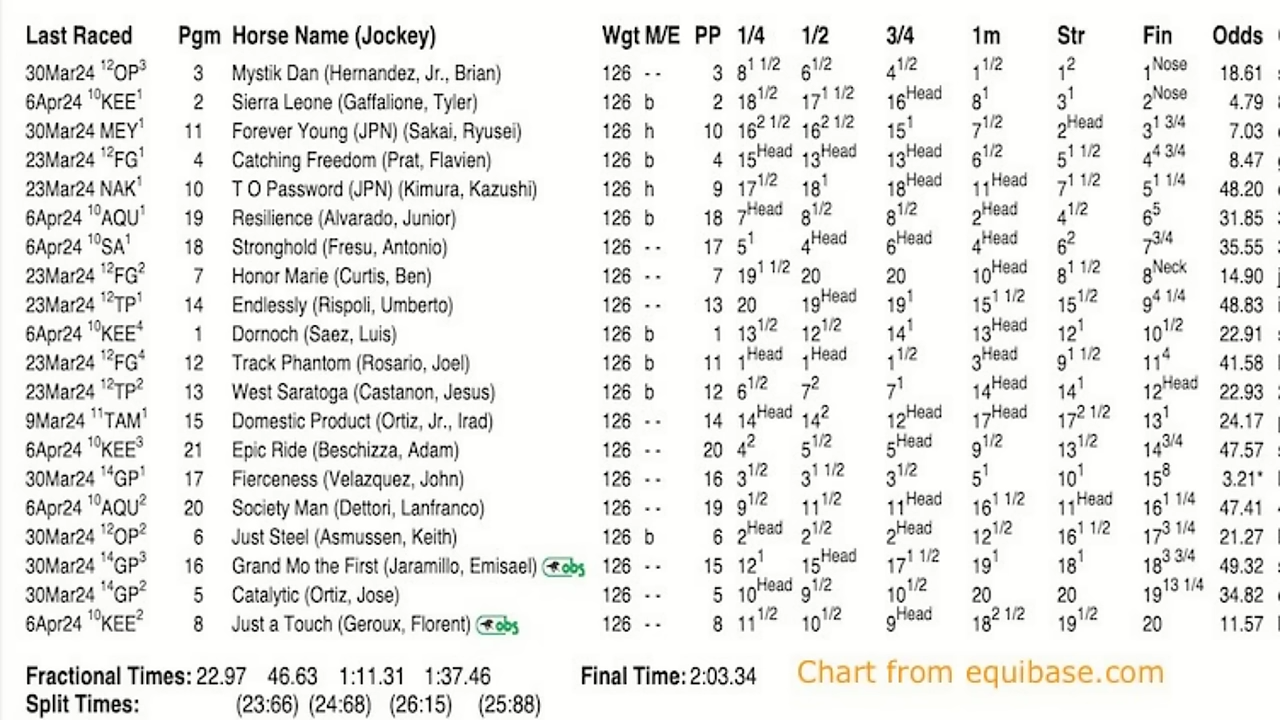 Last Raced Pgm Horse Name (Jockey) Wgt M/E PP 1/4 1/2 3/4 1m Str Fin Odds
30Mar24 12OP3 3 Mystik Dan (Hernandez, Jr., Brian) 126 - - 3 8 1 1/2 6 1/2 4 1/2 1 1/2 1 2 1 Nose 18.61
6Apr24 10KEE1 2 Sierra Leone (Gaffalione, Tyler) 126 b 2 18 1/2 17 1 1/2 16 Head 8 1 3 1 2 Nose 4.79
30Mar24 MEY1 11 Forever Young (JPN) (Sakai, Ryusei) 126 h 10 16 2 1/2 16 2 1/2 15 1 7 1/2 2 Head 3 1 3/4 7.03
23Mar24 12FG1 4 Catching Freedom (Prat, Flavien) 126 b 4 15 Head 13 Head 13 Head 6 1/2 5 1 1/2 4 4 3/4 8.47
23Mar24 NAK1 10 T O Password (JPN) (Kimura, Kazushi) 126 h 9 17 1/2 18 1 18 Head 11 Head 7 1 1/2 5 1 1/4 48.20
6Apr24 10AQU1 19 Resilience (Alvarado, Junior) 126 b 18 7 Head 8 1/2 8 1/2 2 Head 4 1/2 6 5 31.85
6Apr24 10SA1 18 Stronghold (Fresu, Antonio) 126 - - 17 5 1 4 Head 6 Head 4 Head 6 2 7 3/4 35.55
23Mar24 12FG2 7 Honor Marie (Curtis, Ben) 126 - - 7 19 1 1/2 20 20 10 Head 8 1 1/2 8 Neck 14.90
23Mar24 12TP1 14 Endlessly (Rispoli, Umberto) 126 - - 13 20 19 Head 19 1 15 1 1/2 15 1/2 9 4 1/4 48.83
6Apr24 10KEE4 1 Dornoch (Saez, Luis) 126 b 1 13 1/2 12 1/2 14 1 13 Head 12 1 10 1/2 22.91
23Mar24 12FG4 12 Track Phantom (Rosario, Joel) 126 b 11 1 Head 1 Head 1 1/2 3 Head 9 1 1/2 11 4 41.58
23Mar24 12TP2 13 West Saratoga (Castanon, Jesus) 126 b 12 6 1/2 7 2 7 1 14 Head 14 1 12 Head 22.93
9Mar24 11TAM1 15 Domestic Product (Ortiz, Jr., Irad) 126 - - 14 14 Head 14 2 12 Head 17 Head 17 2 1/2 13 1 24.17
6Apr24 10KEE3 21 Epic Ride (Beschizza, Adam) 126 - - 20 4 2 5 1/2 5 Head 9 1/2 13 1/2 14 3/4 47.57
30Mar24 14GP1 17 Fierceness (Velazquez, John) 126 - - 16 3 1/2 3 1 1/2 3 1/2 5 1 10 1 15 8 3.21*
6Apr24 10AQU2 20 Society Man (Dettori, Lanfranco) 126 - - 19 9 1/2 11 1/2 11 Head 16 1 1/2 11 Head 16 1 1/4 47.41
30Mar24 12OP2 6 Just Steel (Asmussen, Keith) 126 b 6 2 Head 2 1/2 2 Head 12 1/2 16 1 1/2 17 3 1/4 21.27
30Mar24 14GP3 16 Grand Mo the First (Jaramillo, Emisael) obs 126 - - 15 12 1 15 Head 17 1 1/2 19 1 18 1 18 3 3/4 49.32
30Mar24 14GP2 5 Catalytic (Ortiz, Jose) 126 - - 5 10 Head 9 1/2 10 1/2 20 20 19 13 1/4 34.82
6Apr24 10KEE2 8 Just a Touch (Geroux, Florent) obs 126 - - 8 11 1/2 10 1/2 9 Head 18 2 1/2 19 1/2 20 11.57
Fractional Times: 22.97 46.63 1:11.31 1:37.46 Final Time: 2:03.34 Chart from equibase.com
Split Times: (23:66) (24:68) (26:15) (25:88)